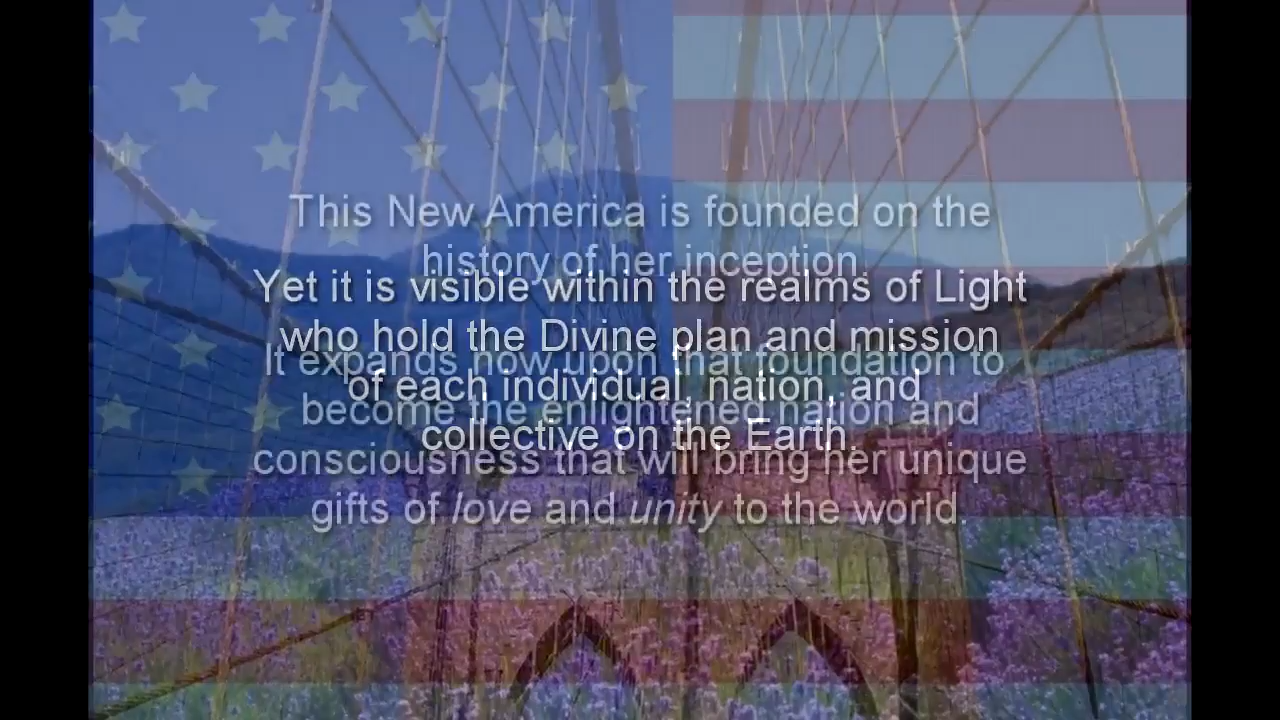 This New America is founded on the
history of her inception.
Yet it is visible within the realms of Light
who hold the Divine plan and mission
It expands now upon that foundation to
of each individual, nation, and
become the enlightened nation and
collective on the Earth.
consciousness that will bring her unique
gifts of love and unity to the world.